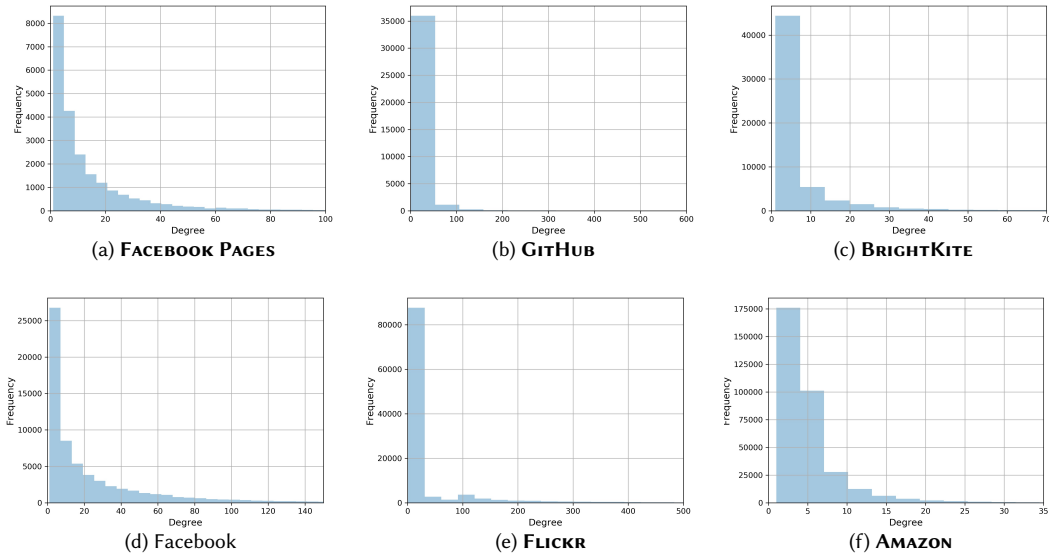 8000
7000
6000
5000
4000
3000
2000
1000
0
Frequency
0 20 40 60 80 100
Degree
(a) FACEBOOK PAGES
35000
30000
25000
20000
15000
10000
5000
0
Frequency
0 100 200 300 400 500 600
Degree
(b) GITHUB
40000
30000
20000
10000
0
Frequency
0 10 20 30 40 50 60 70
Degree
(c) BRIGHTKITE
25000
20000
15000
10000
5000
0
Frequency
0 20 40 60 80 100 120 140
Degree
(d) Facebook
80000
60000
40000
20000
0
Frequency
0 100 200 300 400 500
Degree
(e) FLICKR
175000
150000
125000
100000
75000
50000
25000
0
Frequency
0 5 10 15 20 25 30 35
Degree
(f) AMAZON